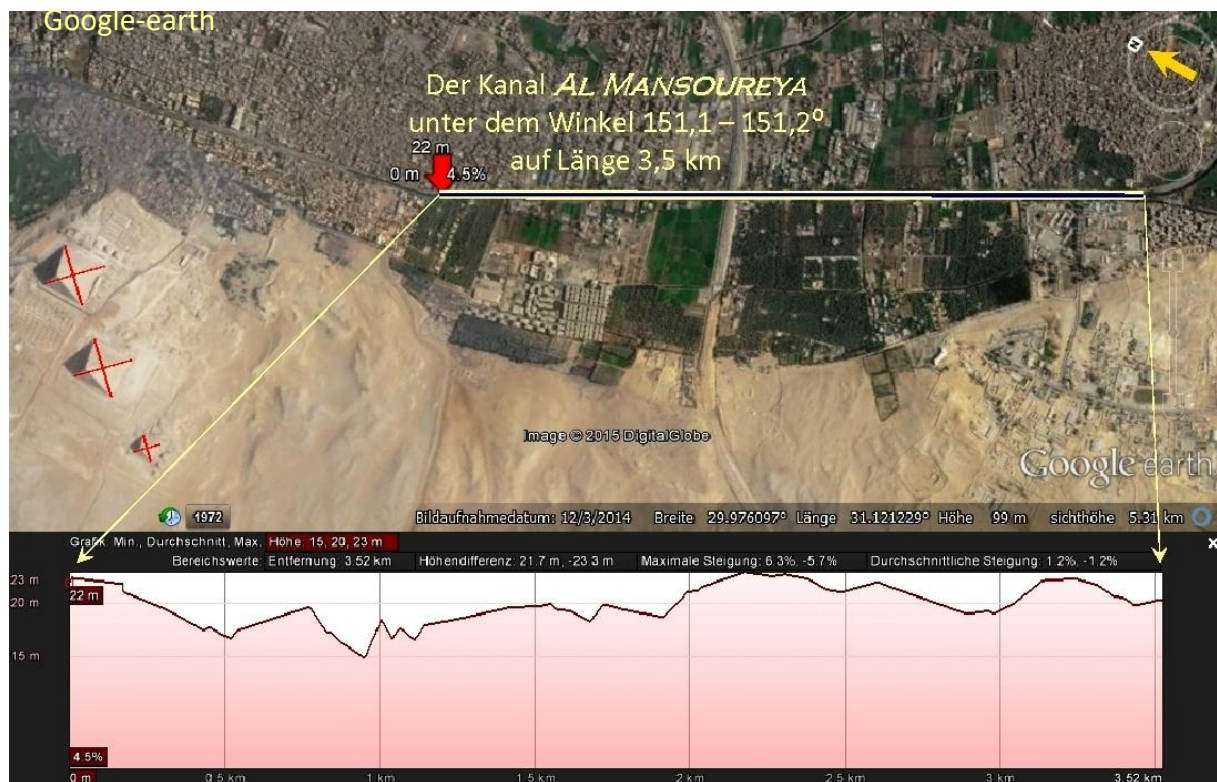 Google-earth
Der Kanal AL MANSOUREYA
unter dem Winkel 151,1 – 151,2⁰
auf Länge 3,5 km
22 m
0 m 4.5%
N
Image © 2015 DigitalGlobe
Google earth
1972 Bildaufnahmedatum: 12/3/2014 Breite 29.976097° Länge 31.121229° Höhe 99 m sichthöhe 5.31 km
Grafik: Min., Durchschnitt, Max. Höhe: 15, 20, 23 m
Bereichswerte: Entfernung: 3.52 km Höhendifferenz: 21.7 m, -23.3 m Maximale Steigung: 6.3%, -5.7% Durchschnittliche Steigung: 1.2%, -1.2%
23 m
22 m
20 m
15 m
4.5%
0 m 0.5 km 1 km 1.5 km 2 km 2.5 km 3 km 3.52 km